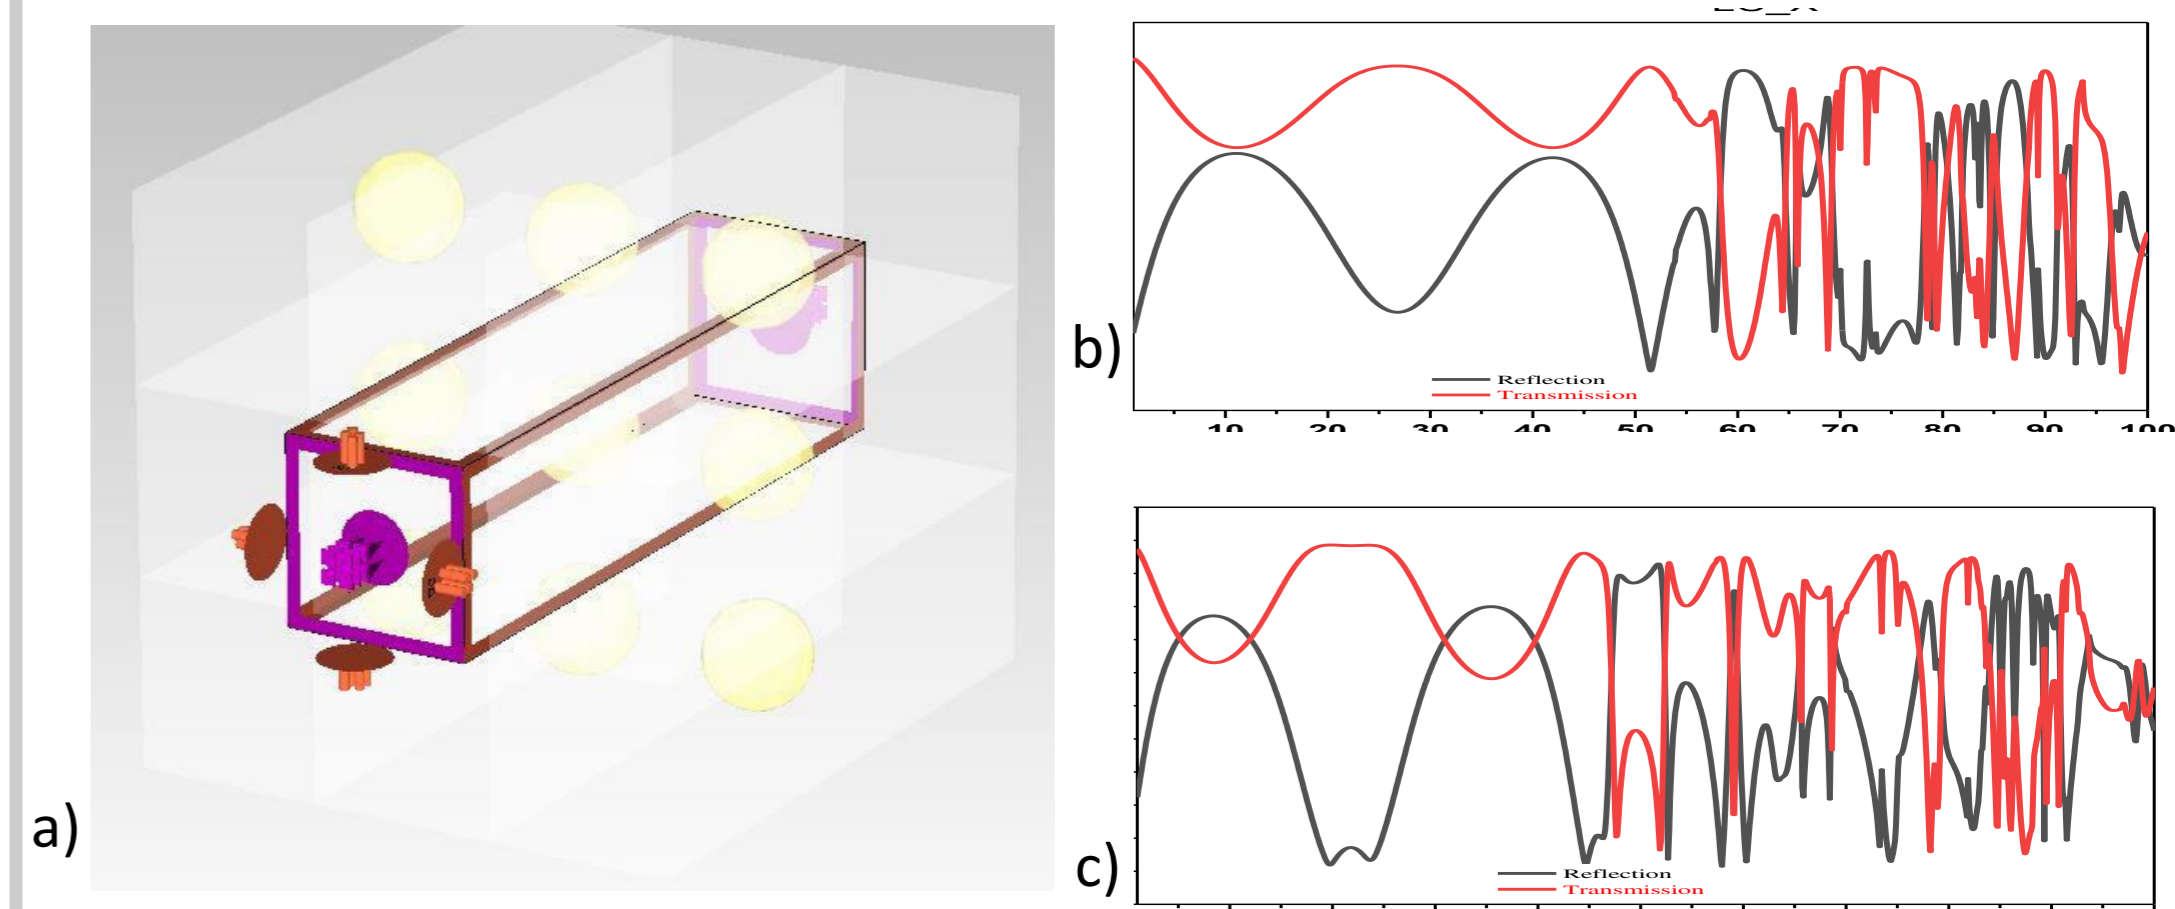 a)
b)
Reflection
Transmission
10 20 30 40 50 60 70 80 90 100
c)
Reflection
Transmission